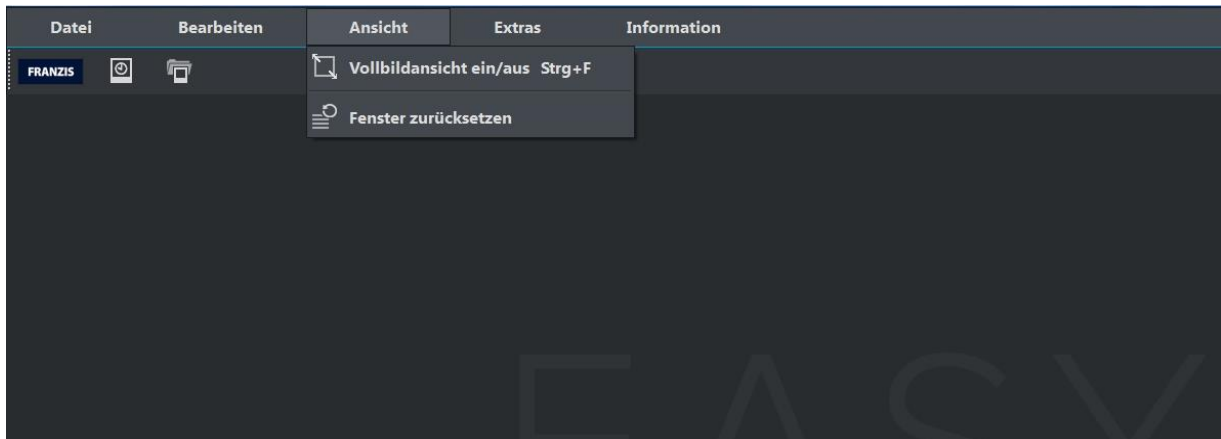 Datei Bearbeiten Ansicht Extras Information
FRANZIS
Vollbildansicht ein/aus Strg+F
Fenster zurücksetzen
EASY